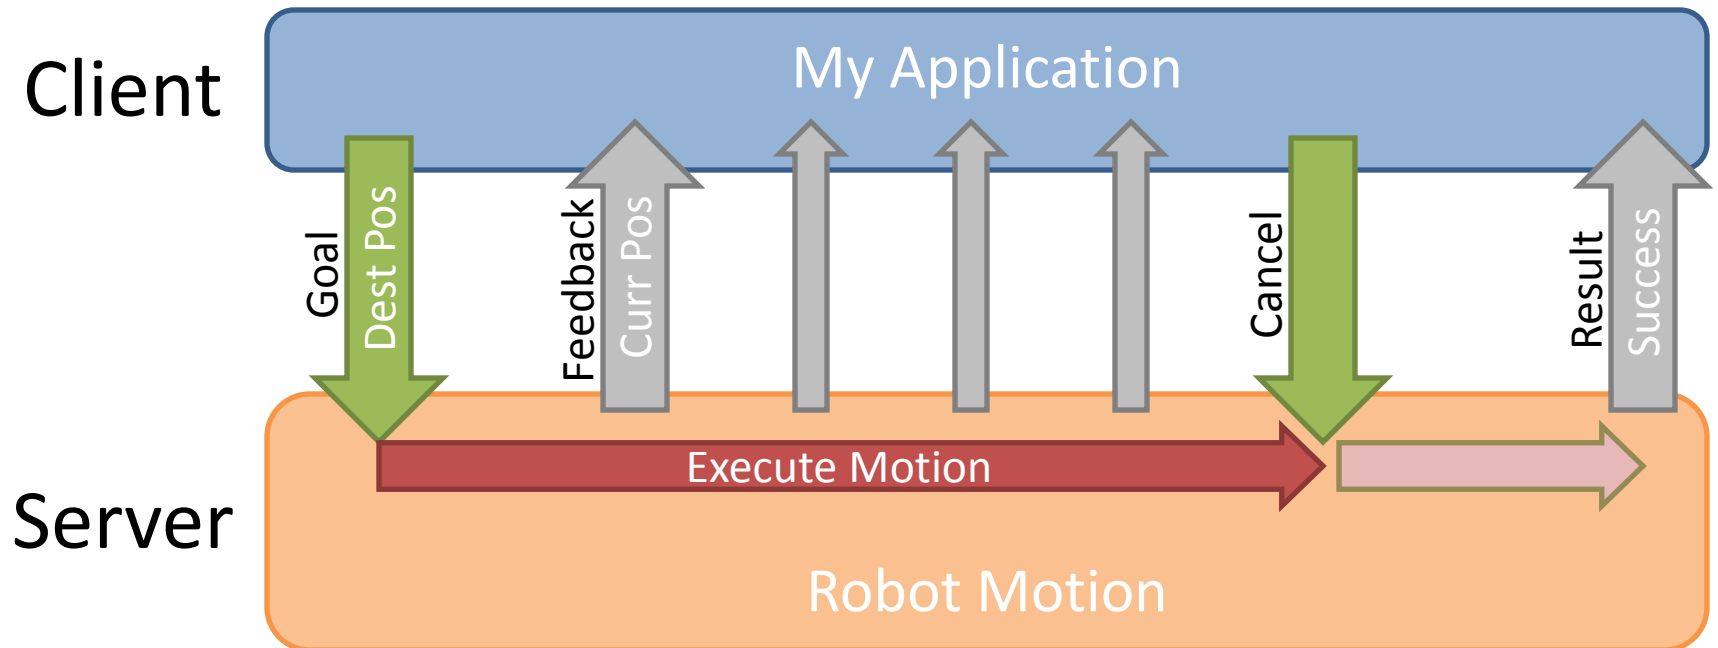 Client
My Application
Goal
Dest Pos
Feedback
Curr Pos
Cancel
Result
Success
Execute Motion
Server
Robot Motion